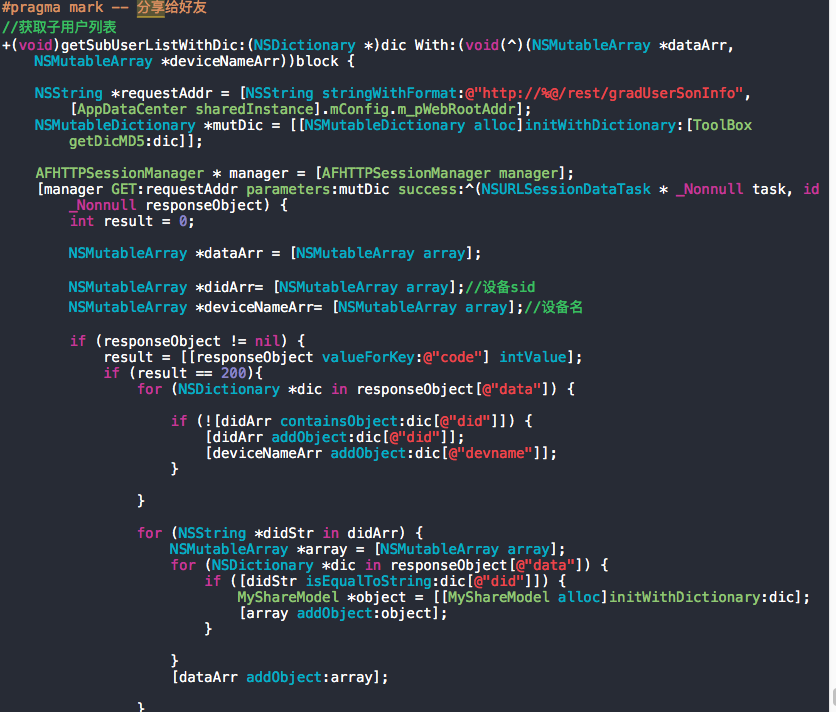 #pragma mark -- 分享给好友
//获取子用户列表
+(void)getSubUserListWithDic:(NSDictionary *)dic With:(void(^)(NSMutableArray *dataArr,
NSMutableArray *deviceNameArr))block {
NSString *requestAddr = [NSString stringWithFormat:@"http://%@/rest/gradUserSonInfo",
[AppDataCenter sharedInstance].mConfig.m_pWebRootAddr];
NSMutableDictionary *mutDic = [[NSMutableDictionary alloc]initWithDictionary:[ToolBox
getDicMD5:dic]];
AFHTTPSessionManager * manager = [AFHTTPSessionManager manager];
[manager GET:requestAddr parameters:mutDic success:^(NSURLSessionDataTask * _Nonnull task, id
_Nonnull responseObject) {
int result = 0;
NSMutableArray *dataArr = [NSMutableArray array];
NSMutableArray *didArr= [NSMutableArray array];//设备sid
NSMutableArray *deviceNameArr= [NSMutableArray array];//设备名
if (responseObject != nil) {
result = [[responseObject valueForKey:@"code"] intValue];
if (result == 200){
for (NSDictionary *dic in responseObject[@"data"]) {
if (![didArr containsObject:dic[@"did"]]) {
[didArr addObject:dic[@"did"]];
[deviceNameArr addObject:dic[@"devname"]];
}
}
for (NSString *didStr in didArr) {
NSMutableArray *array = [NSMutableArray array];
for (NSDictionary *dic in responseObject[@"data"]) {
if ([didStr isEqualToString:dic[@"did"]]) {
MyShareModel *object = [[MyShareModel alloc]initWithDictionary:dic];
[array addObject:object];
}
}
[dataArr addObject:array];
}